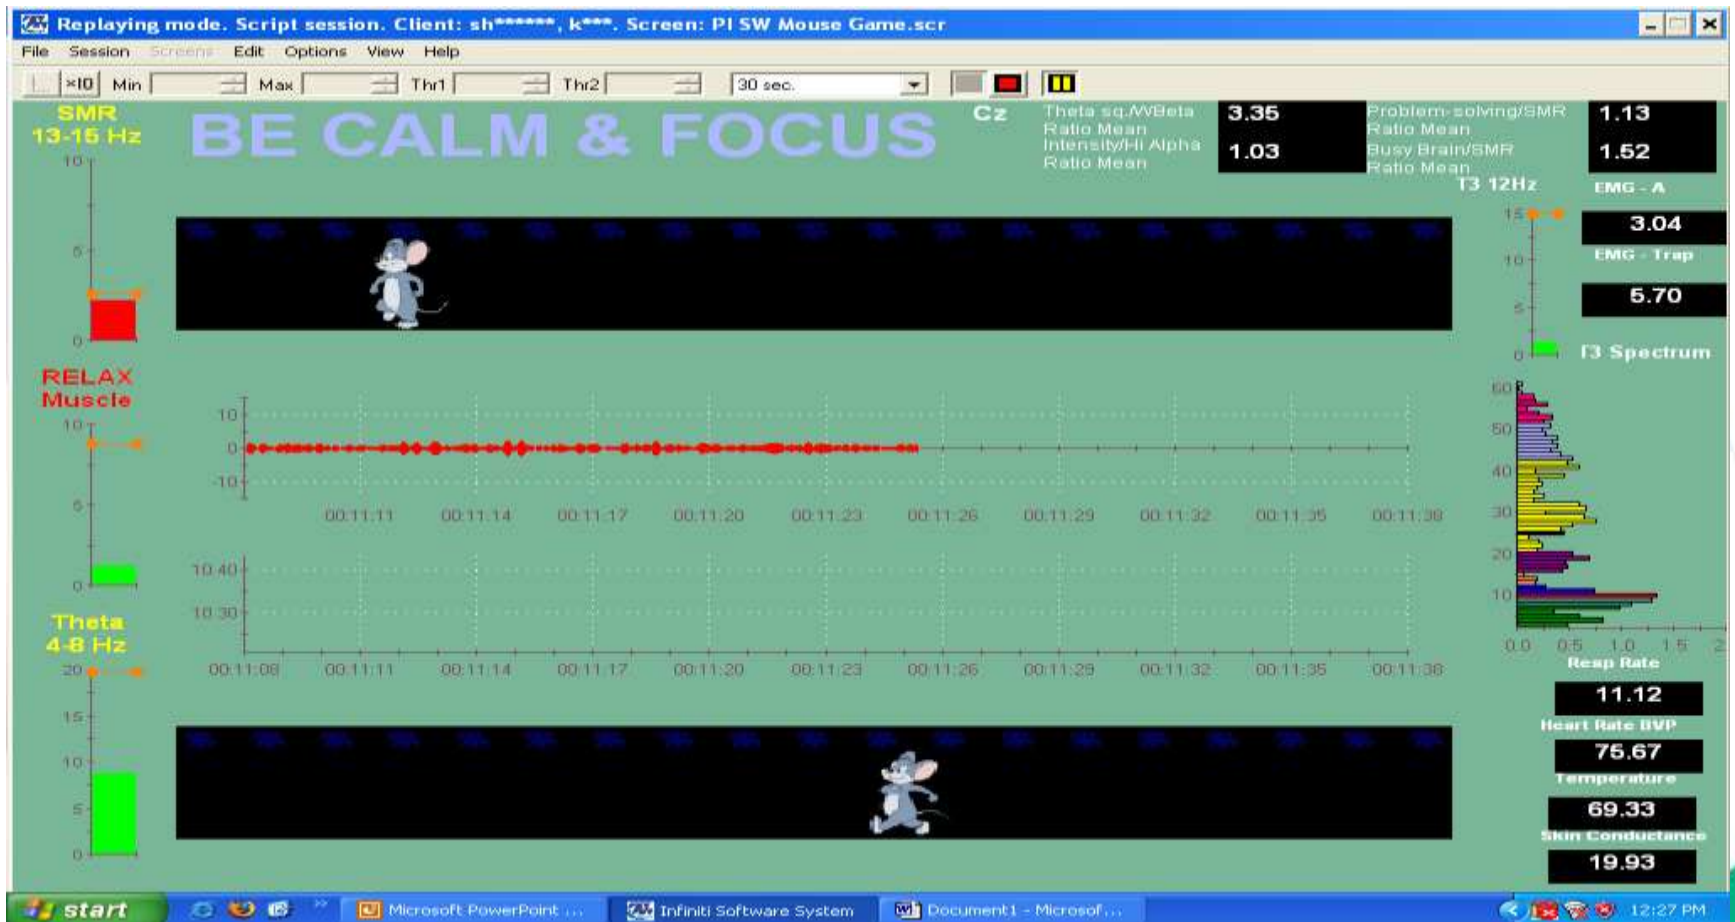 Replaying mode. Script session. Client: sh******, k***. Screen: PI SW Mouse Game.scr
File Session Screens Edit Options View Help
×10 Min Max Thr1 Thr2 30 sec.
SMR
13-15 Hz
BE CALM & FOCUS
Cz
Theta sq./WBeta
Ratio Mean
3.35
Intensity/Hi Alpha
Ratio Mean
1.03
Problem-solving/SMR
Ratio Mean
1.13
Busy Brain/SMR
Ratio Mean
1.52
10
5
0
T3 12Hz
15
10
5
0
EMG - A
3.04
EMG - Trap
5.70
RELAX
Muscle
10
5
0
10
0
-10
00:11:11 00:11:14 00:11:17 00:11:20 00:11:23 00:11:26 00:11:29 00:11:32 00:11:35 00:11:38
T3 Spectrum
60
50
40
30
20
10
0.0 0.5 1.0 1.5 2
10.40
10.30
00:11:08 00:11:11 00:11:14 00:11:17 00:11:20 00:11:23 00:11:26 00:11:29 00:11:32 00:11:35 00:11:38
Theta
4-8 Hz
20
15
10
5
0
Resp Rate
11.12
Heart Rate BVP
75.67
Temperature
69.33
Skin Conductance
19.93
start Microsoft PowerPoint ... Infiniti Software System Document1 - Microsof... 12:27 PM